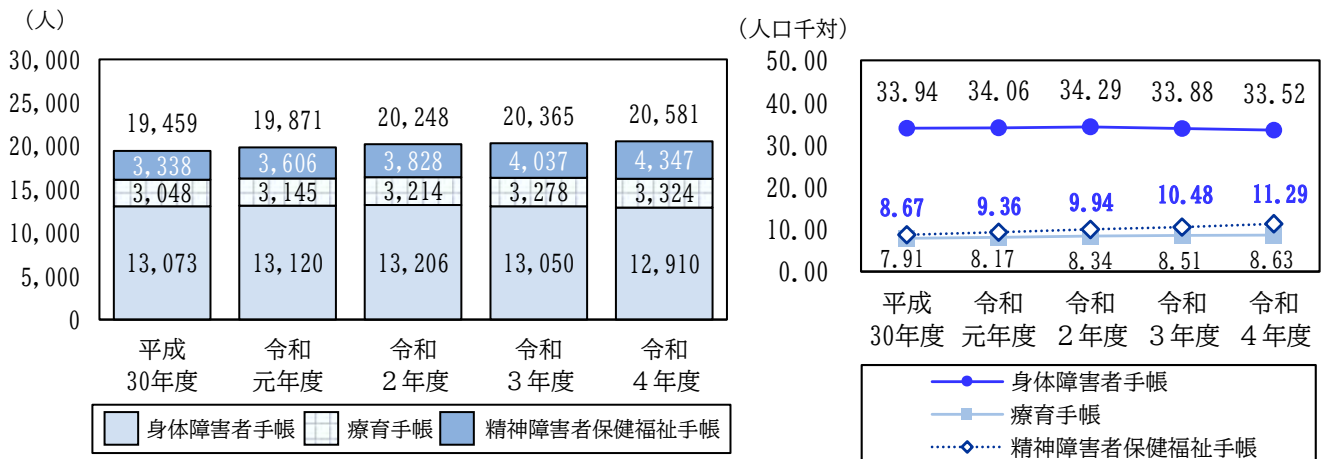 （人）
30,000
25,000
20,000
15,000
10,000
5,000
0
19,459 19,871 20,248 20,365 20,581
3,338 3,606 3,828 4,037 4,347
3,048 3,145 3,214 3,278 3,324
13,073 13,120 13,206 13,050 12,910
平成 令和 令和 令和 令和
30年度 元年度 ２年度 ３年度 ４年度
身体障害者手帳 療育手帳 精神障害者保健福祉手帳
（人口千対）
50.00
40.00
30.00
20.00
10.00
0.00
33.94 34.06 34.29 33.88 33.52
8.67 9.36 9.94 10.48 11.29
7.91 8.17 8.34 8.51 8.63
平成 令和 令和 令和 令和
30年度 元年度 ２年度 ３年度 ４年度
身体障害者手帳
療育手帳
精神障害者保健福祉手帳